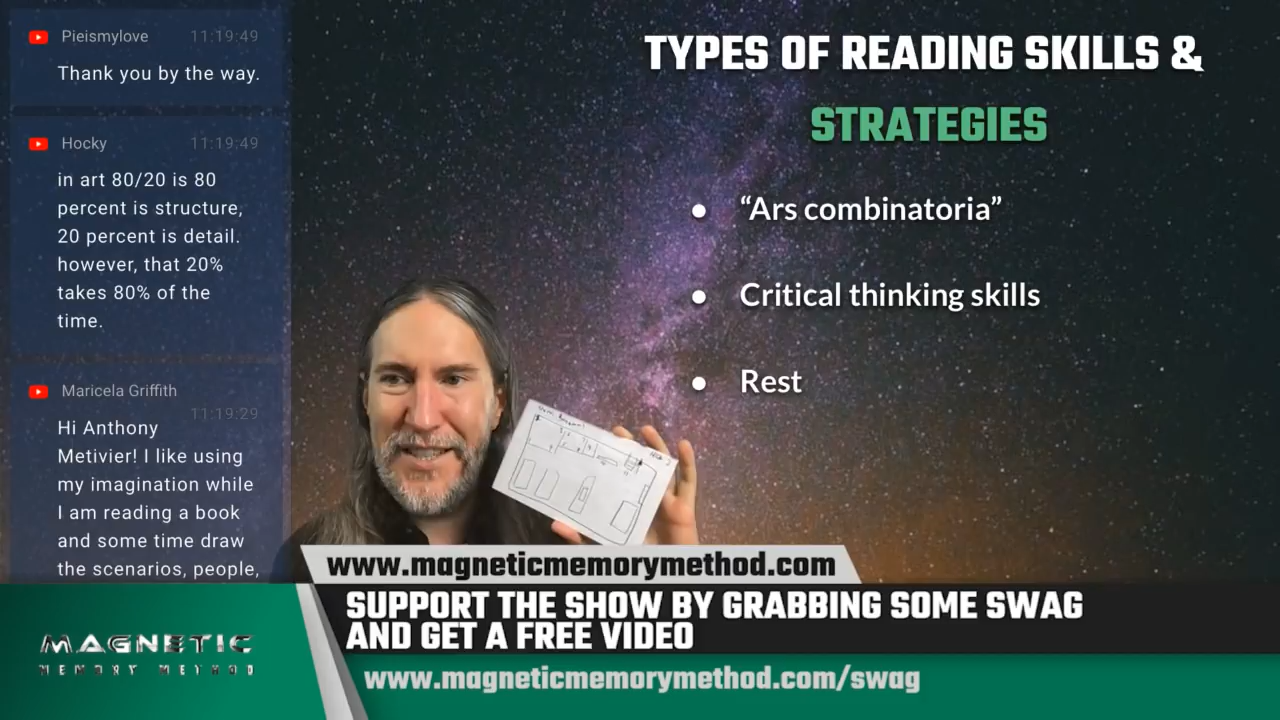 Pieismylove 11:19:49
Thank you by the way.
Hocky 11:19:49
in art 80/20 is 80
percent is structure,
20 percent is detail.
however, that 20%
takes 80% of the
time.
Maricela Griffith
11:19:29
Hi Anthony
Metivier! I like using
my imagination while
I am reading a book
and some time draw
the scenarios, people,
TYPES OF READING SKILLS &
STRATEGIES
• “Ars combinatoria”
• Critical thinking skills
• Rest
www.magneticmemorymethod.com
SUPPORT THE SHOW BY GRABBING SOME SWAG
AND GET A FREE VIDEO
www.magneticmemorymethod.com/swag
MAGNETIC
MEMORY METHOD